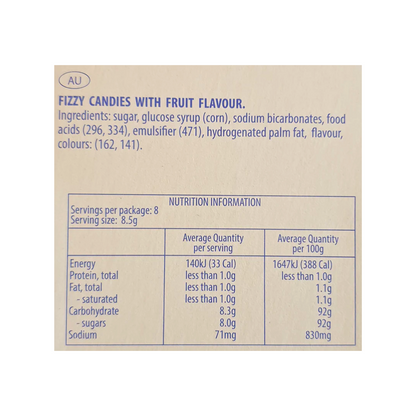 AU
FIZZY CANDIES WITH FRUIT FLAVOUR.
Ingredients: sugar, glucose syrup (corn), sodium bicarbonates, food
acids (296, 334), emulsifier (471), hydrogenated palm fat, flavour,
colours: (162, 141).
NUTRITION INFORMATION
Servings per package: 8
Serving size: 8.5g
Average Quantity per serving Average Quantity per 100g
Energy 140kJ (33 Cal) 1647kJ (388 Cal)
Protein, total less than 1.0g less than 1.0g
Fat, total less than 1.0g 1.1g
- saturated less than 1.0g 1.1g
Carbohydrate 8.3g 92g
- sugars 8.0g 92g
Sodium 71mg 830mg